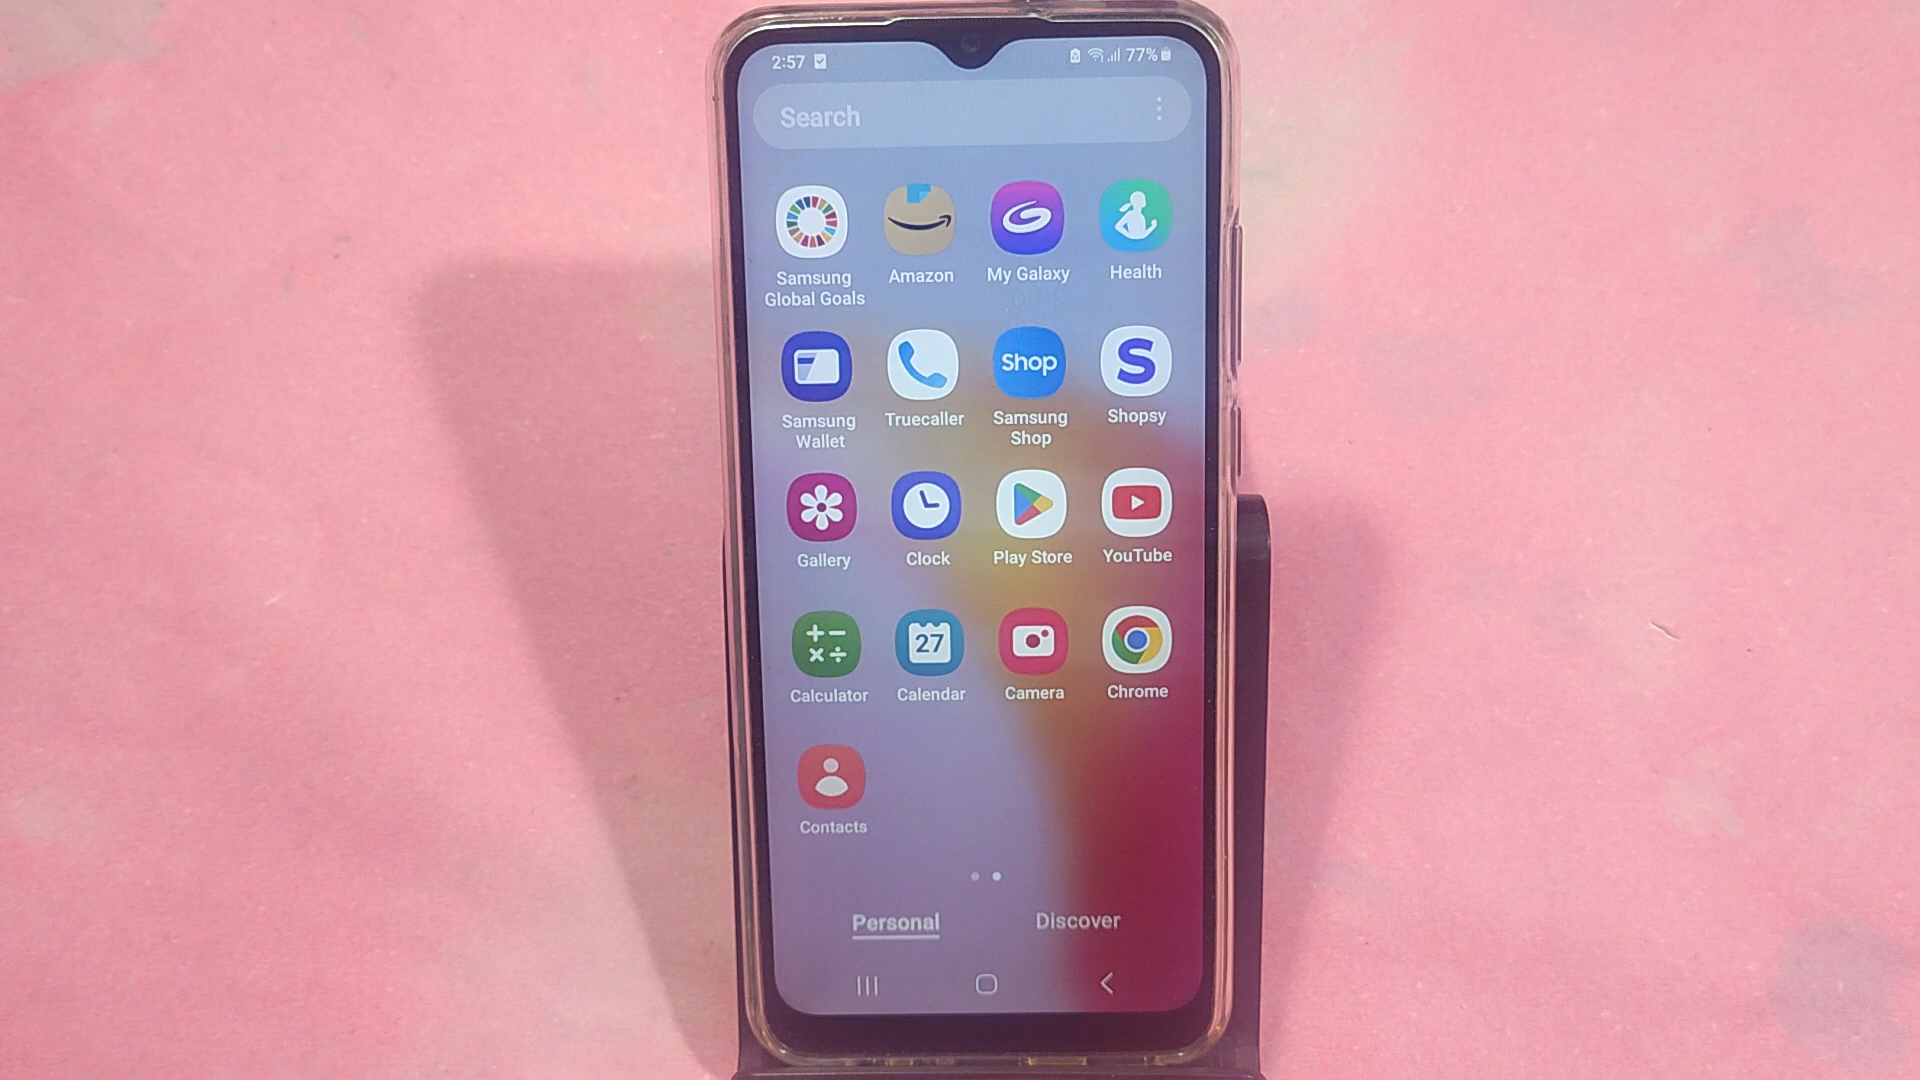 2:57 77%
Search
Samsung Global Goals
Amazon
My Galaxy
Health
Samsung Wallet
Truecaller
Shop
Samsung Shop
S
Shopsy
Gallery
Clock
Play Store
YouTube
Calculator
27
Calendar
Camera
Chrome
Contacts
Personal
Discover